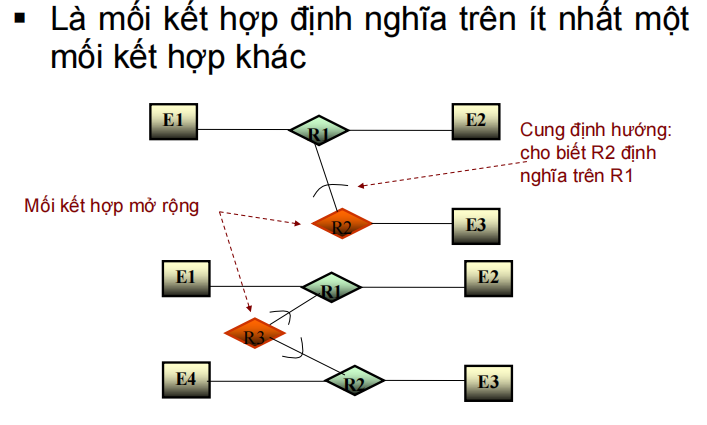 ▪ Là mối kết hợp định nghĩa trên ít nhất một
mối kết hợp khác
E1
R1
E2
Cung định hướng:
cho biết R2 định
nghĩa trên R1
Mối kết hợp mở rộng
R2
E3
E1
R1
E2
R3
E4
R2
E3